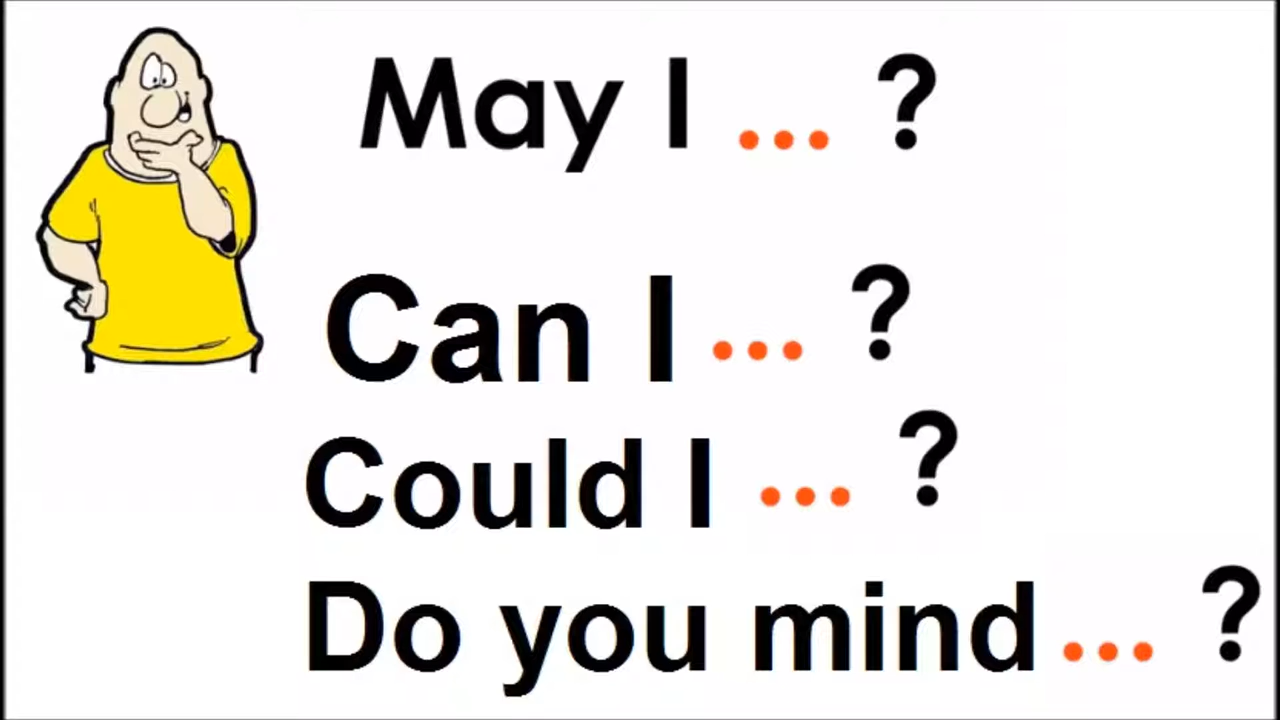 May I ... ?
Can I ... ?
Could I ... ?
Do you mind ... ?